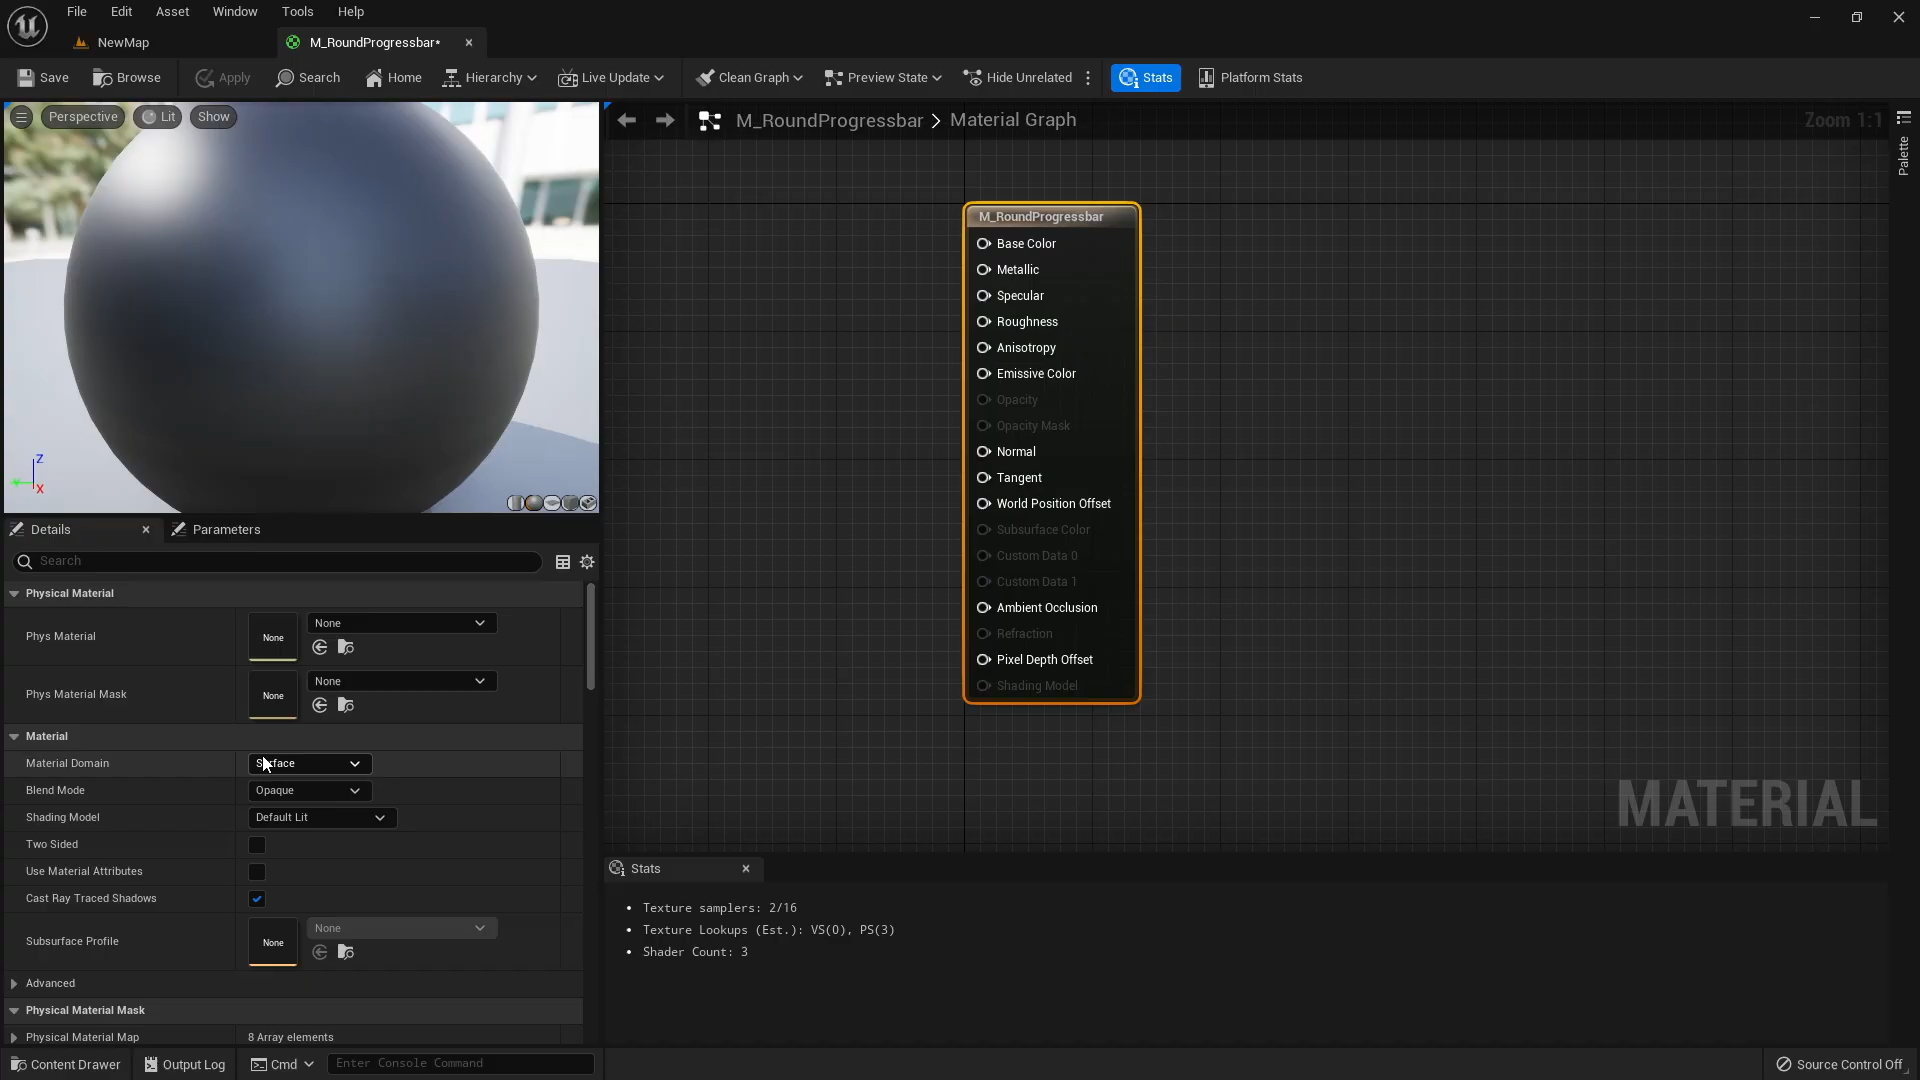 File Edit Asset Window Tools Help
NewMap M_RoundProgressbar*
Save Browse Apply Search Home Hierarchy Live Update Clean Graph Preview State Hide Unrelated Stats Platform Stats
Perspective Lit Show
M_RoundProgressbar > Material Graph
Zoom 1:1
Palette
M_RoundProgressbar
Base Color
Metallic
Specular
Roughness
Anisotropy
Emissive Color
Opacity
Opacity Mask
Normal
Tangent
World Position Offset
Subsurface Color
Custom Data 0
Custom Data 1
Ambient Occlusion
Refraction
Pixel Depth Offset
Shading Model
MATERIAL
Z
Y
X
Details Parameters
Search
Physical Material
Phys Material None None
Phys Material Mask None None
Material
Material Domain Surface
Blend Mode Opaque
Shading Model Default Lit
Two Sided
Use Material Attributes
Cast Ray Traced Shadows
Subsurface Profile None None
Advanced
Physical Material Mask
Physical Material Map 8 Array elements
Stats
Texture samplers: 2/16
Texture Lookups (Est.): VS(0), PS(3)
Shader Count: 3
Content Drawer Output Log Cmd Enter Console Command Source Control Off